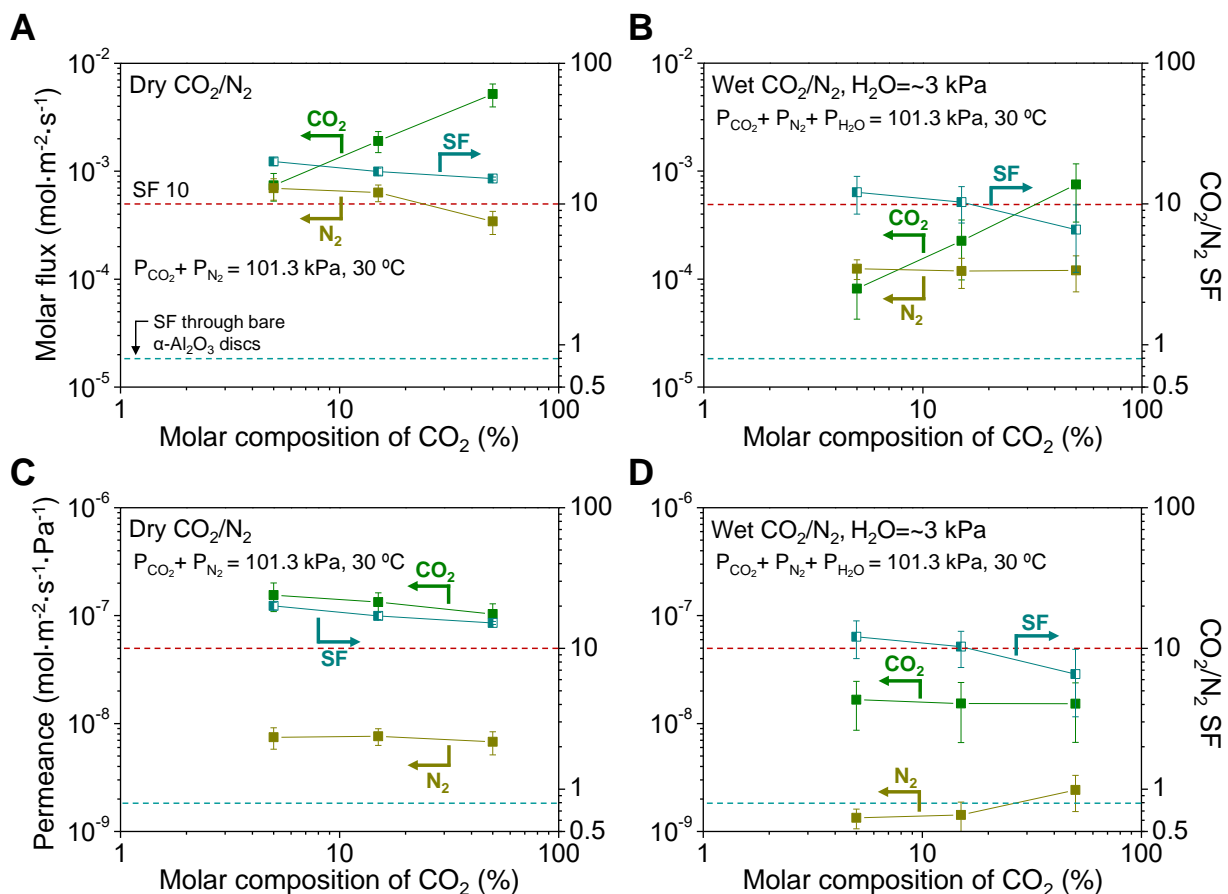 A
Molar flux (mol·m-2·s-1)
10-2
10-3
10-4
10-5
Dry CO2/N2
CO2
SF
SF 10
N2
PCO2+ PN2 = 101.3 kPa, 30 ºC
SF through bare
α-Al2O3 discs
100
10
1
0.5
1
10
100
Molar composition of CO2 (%)
B
10-2
10-3
10-4
10-5
Wet CO2/N2, H2O=~3 kPa
PCO2+ PN2+ PH2O = 101.3 kPa, 30 ºC
SF
CO2
N2
100
10
1
0.5
CO2/N2 SF
1
10
100
Molar composition of CO2 (%)
C
Permeance (mol·m-2·s-1·Pa-1)
10-6
10-7
10-8
10-9
Dry CO2/N2
PCO2+ PN2 = 101.3 kPa, 30 ºC
CO2
SF
N2
100
10
1
0.5
1
10
100
Molar composition of CO2 (%)
D
10-6
10-7
10-8
10-9
Wet CO2/N2, H2O=~3 kPa
PCO2+ PN2+ PH2O = 101.3 kPa, 30 ºC
SF
CO2
N2
100
10
1
0.5
CO2/N2 SF
1
10
100
Molar composition of CO2 (%)